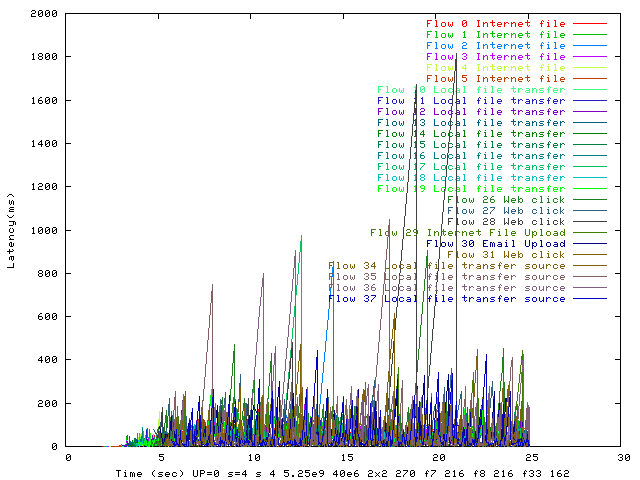 2000
Flow 0 Internet file
Flow 1 Internet file
1800
Flow 2 Internet file
Flow 3 Internet file
Flow 4 Internet file
Flow 5 Internet file
Flow 10 Local file transfer
1600
Flow 11 Local file transfer
Flow 12 Local file transfer
Flow 13 Local file transfer
Flow 14 Local file transfer
1400
Flow 15 Local file transfer
Flow 16 Local file transfer
Flow 17 Local file transfer
Flow 18 Local file transfer
1200
Flow 19 Local file transfer
Flow 26 Web click
Flow 27 Web click
Flow 28 Web click
1000
Flow 29 Internet File Upload
Flow 30 Email Upload
Flow 31 Web click
Flow 34 Local file transfer source
800
Flow 35 Local file transfer source
Flow 36 Local file transfer source
Flow 37 Local file transfer source
600
400
200
0
Latency(ms)
0 5 10 15 20 25 30
Time (sec) UP=0 s=4 s 4 5.25e9 40e6 2x2 270 f7 216 f8 216 f33 162